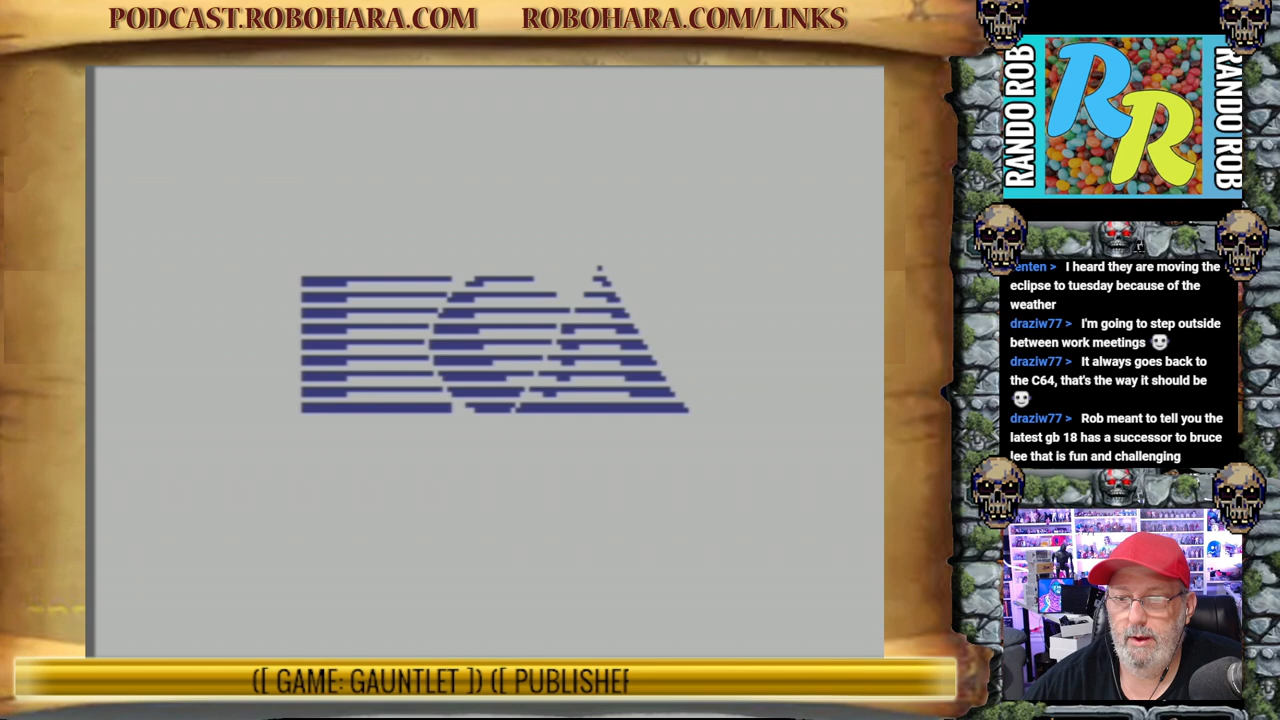 PODCAST.ROBOHARA.COM ROBOHARA.COM/LINKS
RANDO ROB
RR
RANDO ROB
ECA
enten > I heard they are moving the
eclipse to tuesday because of the
weather
draziw77 > I'm going to step outside
between work meetings
draziw77 > It always goes back to
the C64, that's the way it should be
draziw77 > Rob meant to tell you the
latest gb 18 has a successor to bruce
lee that is fun and challenging
([ GAME: GAUNTLET ]) ([ PUBLISHER